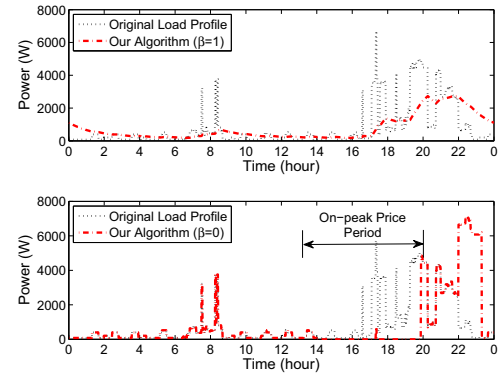 8000
6000
4000
2000
0
Power (W)
Original Load Profile
Our Algorithm (β=1)
0 2 4 6 8 10 12 14 16 18 20 22 0
Time (hour)
8000
6000
4000
2000
0
Power (W)
Original Load Profile
Our Algorithm (β=0)
On−peak Price
Period
0 2 4 6 8 10 12 14 16 18 20 22 0
Time (hour)